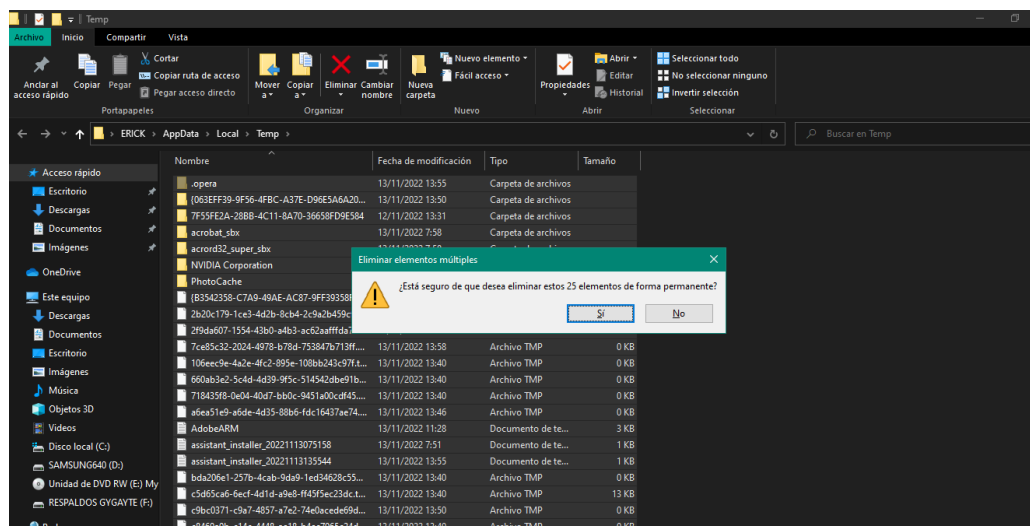 Temp
Archivo Inicio Compartir Vista
Anclar al acceso rápido
Copiar
Pegar
Cortar
Copiar ruta de acceso
Pegar acceso directo
Mover a
Copiar a
Eliminar
Cambiar nombre
Nueva carpeta
Nuevo elemento
Fácil acceso
Propiedades
Abrir
Editar
Historial
Seleccionar todo
No seleccionar ninguno
Invertir selección
Portapapeles Organizar Nuevo Abrir Seleccionar
ERICK > AppData > Local > Temp >
Buscar en Temp
Acceso rápido
Escritorio
Descargas
Documentos
Imágenes
OneDrive
Este equipo
Descargas
Documentos
Escritorio
Imágenes
Música
Objetos 3D
Videos
Disco local (C:)
SAMSUNG640 (D:)
Unidad de DVD RW (E:) My
RESPALDOS GYGAYTE (F:)
Nombre Fecha de modificación Tipo Tamaño
.opera 13/11/2022 13:55 Carpeta de archivos
{063EFF39-9F56-4FBC-A37E-D96E5A6A20... 13/11/2022 13:50 Carpeta de archivos
7F55FE2A-28BB-4C11-8A70-36658FD9E584 12/11/2022 13:31 Carpeta de archivos
acrobat_sbx 13/11/2022 7:58 Carpeta de archivos
acrord32_super_sbx
NVIDIA Corporation
PhotoCache
{B3542358-C7A9-49AE-AC87-9FF39358
2b20c179-1ce3-4d2b-8cb4-2c9a2b459c
2f9da607-1554-43b0-a4b3-ac62aafffda7
7ce85c32-2024-4978-b78d-753847b713ff.... 13/11/2022 13:58 Archivo TMP 0 KB
106eec9e-4a2e-4fc2-895e-108bb243c97f.t... 13/11/2022 13:40 Archivo TMP 0 KB
660ab3e2-5c4d-4d39-9f5c-514542dbe91b... 13/11/2022 13:40 Archivo TMP 0 KB
718435f8-0e04-40d7-bb0c-9451a00cdf45.... 13/11/2022 13:40 Archivo TMP 0 KB
a6ea51e9-a6de-4d35-88b6-fdc16437ae74.... 13/11/2022 13:46 Archivo TMP 0 KB
AdobeARM 13/11/2022 11:28 Documento de te... 3 KB
assistant_installer_20221113075158 13/11/2022 7:51 Documento de te... 1 KB
assistant_installer_20221113135544 13/11/2022 13:55 Documento de te... 1 KB
bda206e1-257b-4cab-9da9-1ed34628c55... 13/11/2022 13:40 Archivo TMP 0 KB
c5d65ca6-6ecf-4d1d-a9e8-ff45f5ec23dc.t... 13/11/2022 13:40 Archivo TMP 13 KB
c9bc0371-c9a7-4857-a7e2-74e0acede69d... 13/11/2022 13:50 Archivo TMP 0 KB
Eliminar elementos múltiples
¿Está seguro de que desea eliminar estos 25 elementos de forma permanente?
Sí No